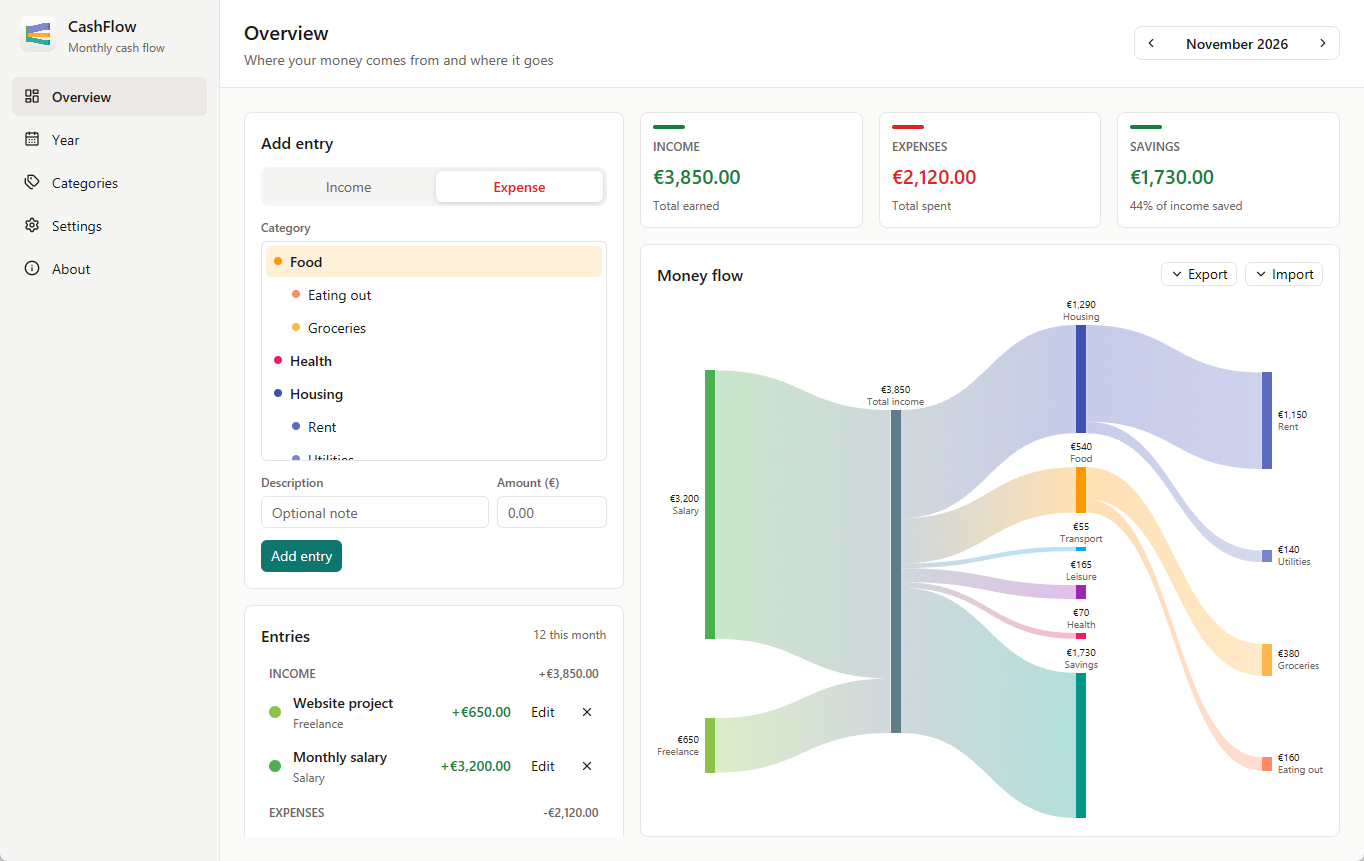 CashFlow
Monthly cash flow
Overview
Year
Categories
Settings
About
Overview
Where your money comes from and where it goes
November 2026
Add entry
Income
Expense
Category
Food
Eating out
Groceries
Health
Housing
Rent
Utilities
Description
Amount (€)
Optional note
0.00
Add entry
Entries
12 this month
INCOME
+€3,850.00
Website project
Freelance
+€650.00
Edit
Monthly salary
Salary
+€3,200.00
Edit
EXPENSES
-€2,120.00
INCOME
€3,850.00
Total earned
EXPENSES
€2,120.00
Total spent
SAVINGS
€1,730.00
44% of income saved
Money flow
Export
Import
€3,200
Salary
€650
Freelance
€3,850
Total income
€1,290
Housing
€540
Food
€55
Transport
€165
Leisure
€70
Health
€1,730
Savings
€1,150
Rent
€140
Utilities
€380
Groceries
€160
Eating out